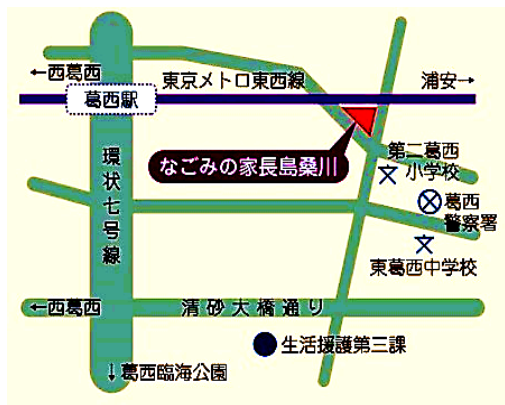 ←西葛西
東京メトロ東西線
浦安→
葛西駅
環状七号線
なごみの家長島桑川
第二葛西
小学校
葛西
警察署
東葛西中学校
←西葛西
清砂大橋通り
生活援護第三課
↓葛西臨海公園